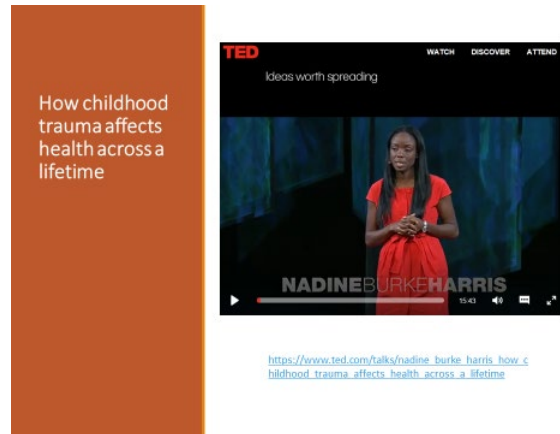 How childhood
trauma affects
health across a
lifetime
TED
WATCH DISCOVER ATTEND
Ideas worth spreading
NADINEBURKEHARRIS
15:43
https://www.ted.com/talks/nadine_burke_harris_how_c
hildhood_trauma_affects_health_across_a_lifetime